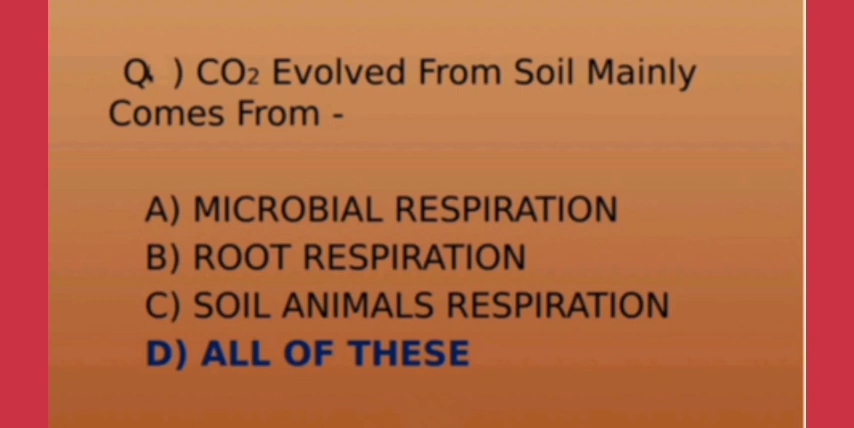 Q. ) CO₂ Evolved From Soil Mainly
Comes From -
A) MICROBIAL RESPIRATION
B) ROOT RESPIRATION
C) SOIL ANIMALS RESPIRATION
D) ALL OF THESE